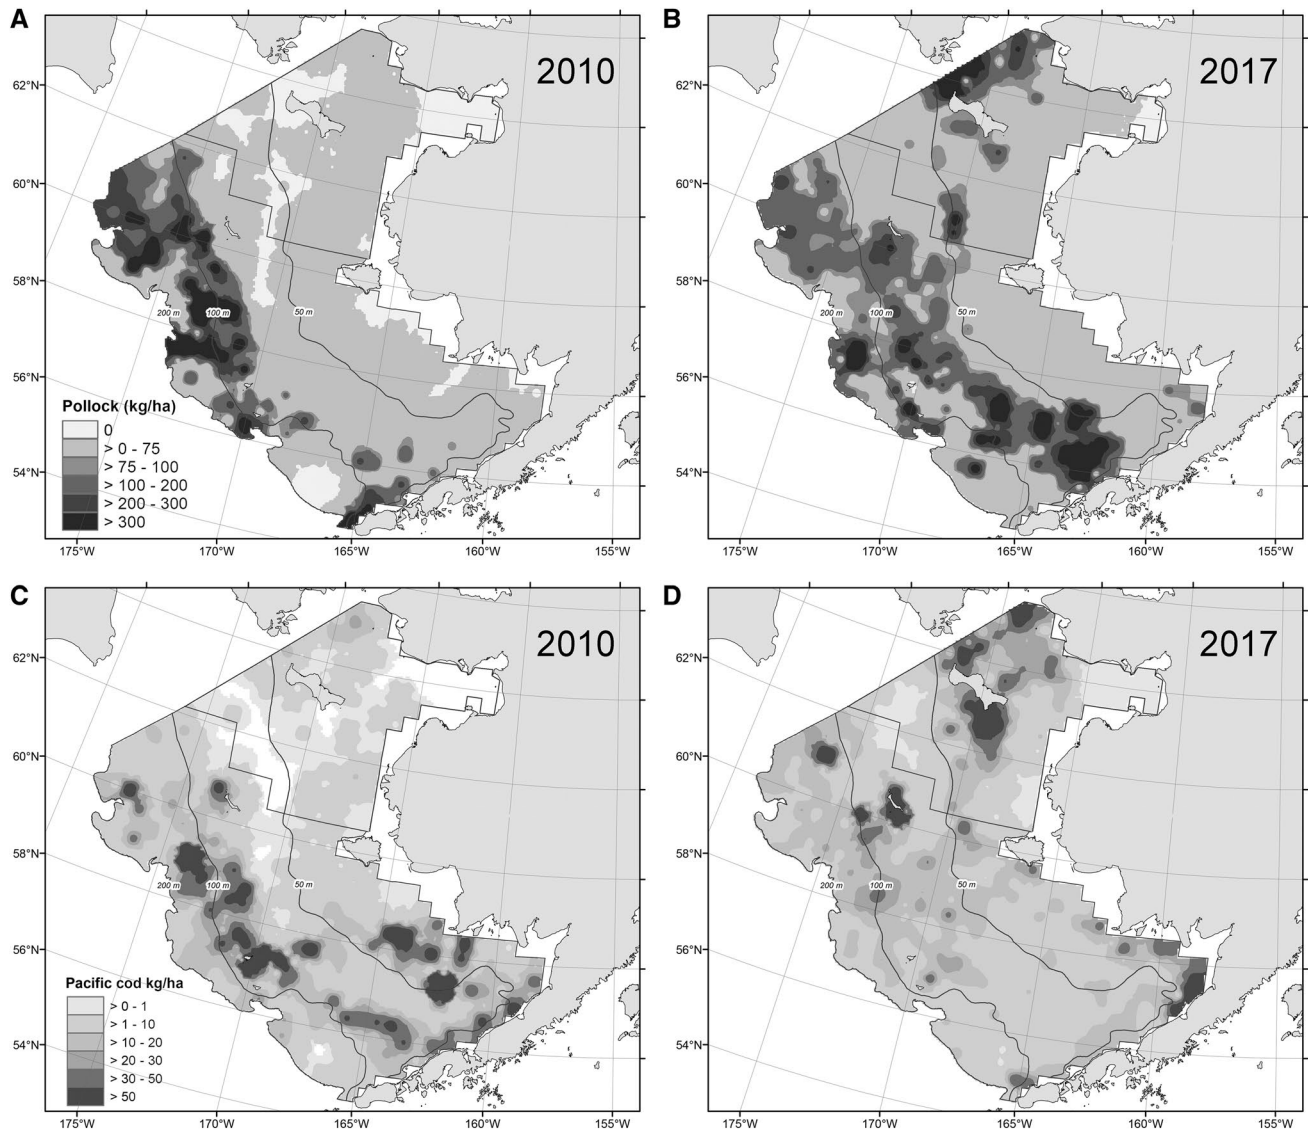 A
2010
62°N
60°N
58°N
56°N
54°N
200 m
100 m
50 m
Pollock (kg/ha)
0
> 0 - 75
> 75 - 100
> 100 - 200
> 200 - 300
> 300
175°W
170°W
165°W
160°W
155°W
B
2017
62°N
60°N
58°N
56°N
54°N
200 m
100 m
50 m
175°W
170°W
165°W
160°W
155°W
C
2010
62°N
60°N
58°N
56°N
54°N
200 m
100 m
50 m
Pacific cod kg/ha
> 0 - 1
> 1 - 10
> 10 - 20
> 20 - 30
> 30 - 50
> 50
175°W
170°W
165°W
160°W
155°W
D
2017
62°N
60°N
58°N
56°N
54°N
200 m
100 m
50 m
175°W
170°W
165°W
160°W
155°W